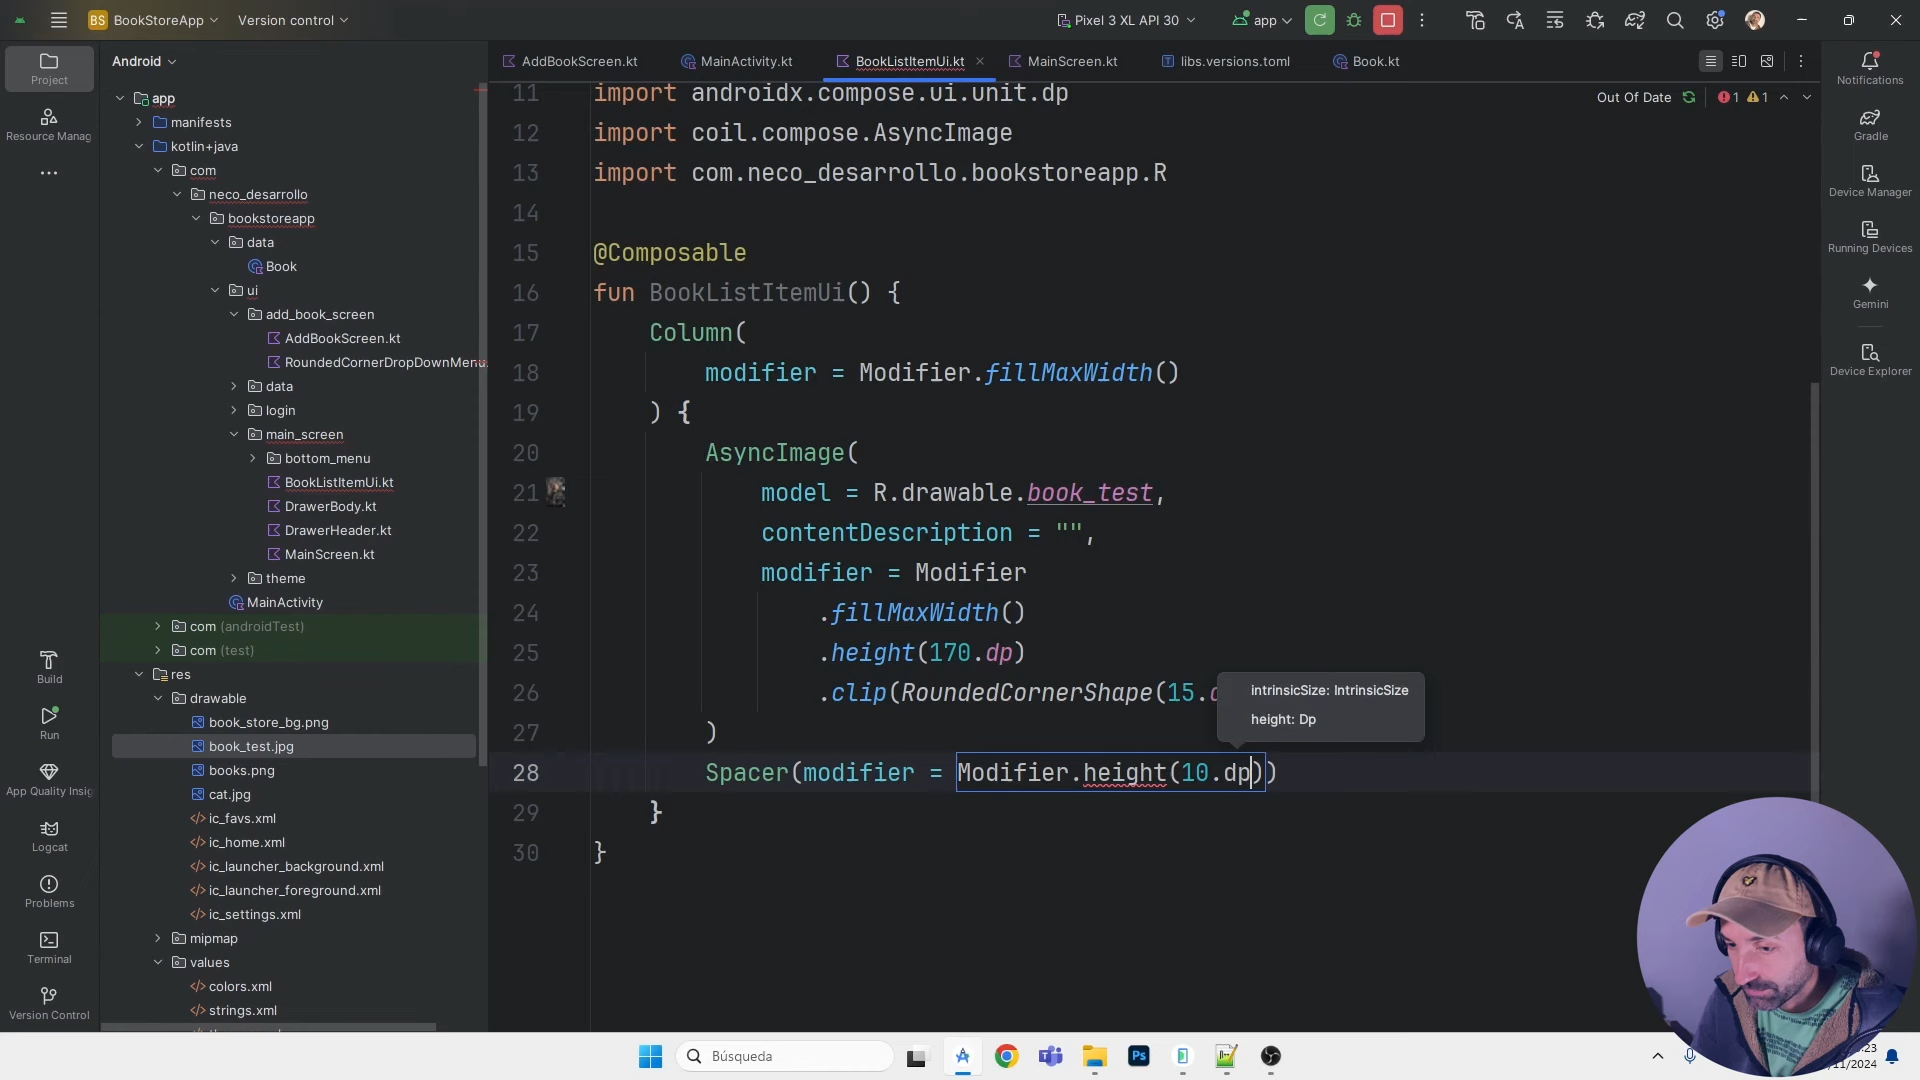 BS BookStoreApp Version control Pixel 3 XL API 30 app
Project
Resource Manag
Build
Run
App Quality Insig
Logcat
Problems
Terminal
Version Control
Android
app
manifests
kotlin+java
com
neco_desarrollo
bookstoreapp
data
Book
ui
add_book_screen
AddBookScreen.kt
RoundedCornerDropDownMenu.
data
login
main_screen
bottom_menu
BookListItemUi.kt
DrawerBody.kt
DrawerHeader.kt
MainScreen.kt
theme
MainActivity
com (androidTest)
com (test)
res
drawable
book_store_bg.png
book_test.jpg
books.png
cat.jpg
ic_favs.xml
ic_home.xml
ic_launcher_background.xml
ic_launcher_foreground.xml
ic_settings.xml
mipmap
values
colors.xml
strings.xml
AddBookScreen.kt MainActivity.kt BookListItemUi.kt MainScreen.kt libs.versions.toml Book.kt
Out Of Date 1 1
11 import androidx.compose.ui.unit.dp
12 import coil.compose.AsyncImage
13 import com.neco_desarrollo.bookstoreapp.R
14
15 @Composable
16 fun BookListItemUi() {
17 Column(
18 modifier = Modifier.fillMaxWidth()
19 ) {
20 AsyncImage(
21 model = R.drawable.book_test,
22 contentDescription = "",
23 modifier = Modifier
24 .fillMaxWidth()
25 .height(170.dp)
26 .clip(RoundedCornerShape(15.d
27 )
28 Spacer(modifier = Modifier.height(10.dp))
29 }
30 }
intrinsicSize: IntrinsicSize
height: Dp
Notifications
Gradle
Device Manager
Running Devices
Gemini
Device Explorer
Búsqueda
Ps
:23
/11/2024